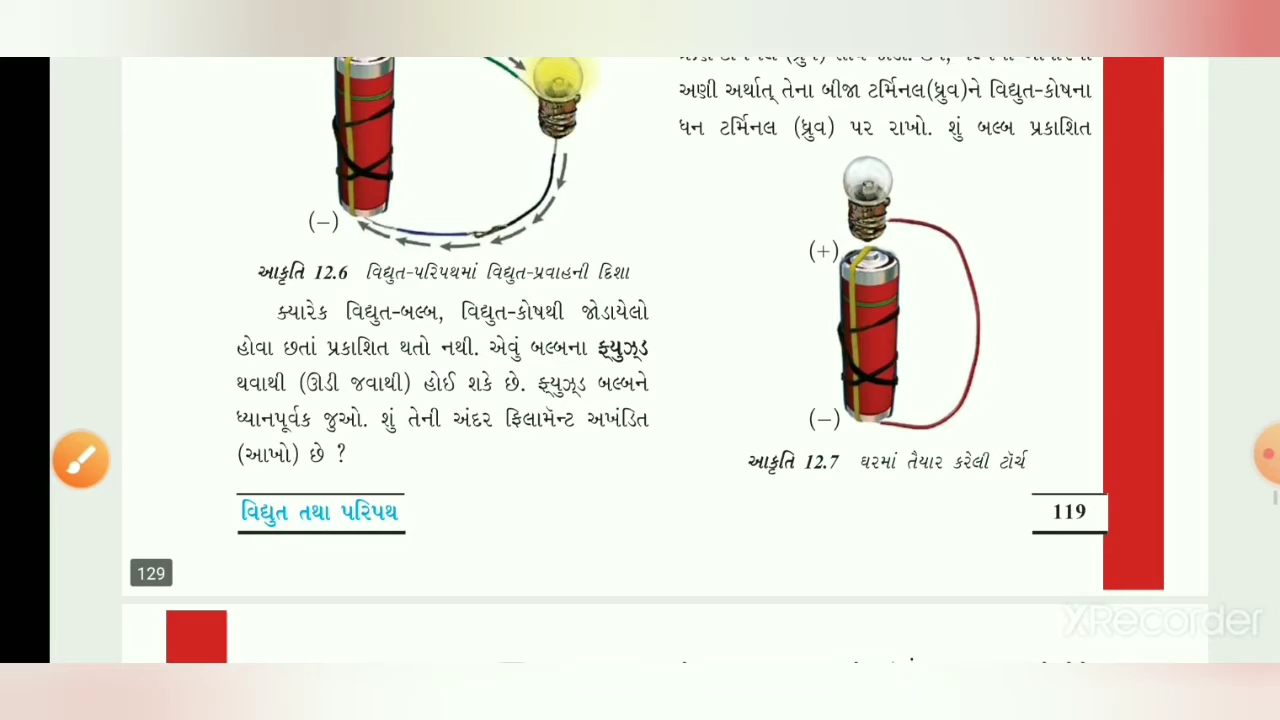 (−)
આકૃતિ 12.6 વિદ્યુત-પરિપથમાં વિદ્યુત-પ્રવાહની દિશા
ક્યારેક વિદ્યુત-બલ્બ, વિદ્યુત-કોષથી જોડાયેલો
હોવા છતાં પ્રકાશિત થતો નથી. એવું બલ્બના ફ્યુઝ્ડ
થવાથી (ઊડી જવાથી) હોઈ શકે છે. ફ્યુઝ્ડ બલ્બને
ધ્યાનપૂર્વક જુઓ. શું તેની અંદર ફિલામૅન્ટ અખંડિત
(આખો) છે ?
અણી અર્થાત્ તેના બીજા ટર્મિનલ(ધ્રુવ)ને વિદ્યુત-કોષના
ધન ટર્મિનલ (ધ્રુવ) પર રાખો. શું બલ્બ પ્રકાશિત
(+)
(−)
આકૃતિ 12.7 ઘરમાં તૈયાર કરેલી ટૉર્ચ
વિદ્યુત તથા પરિપથ
119
129
XRecorder